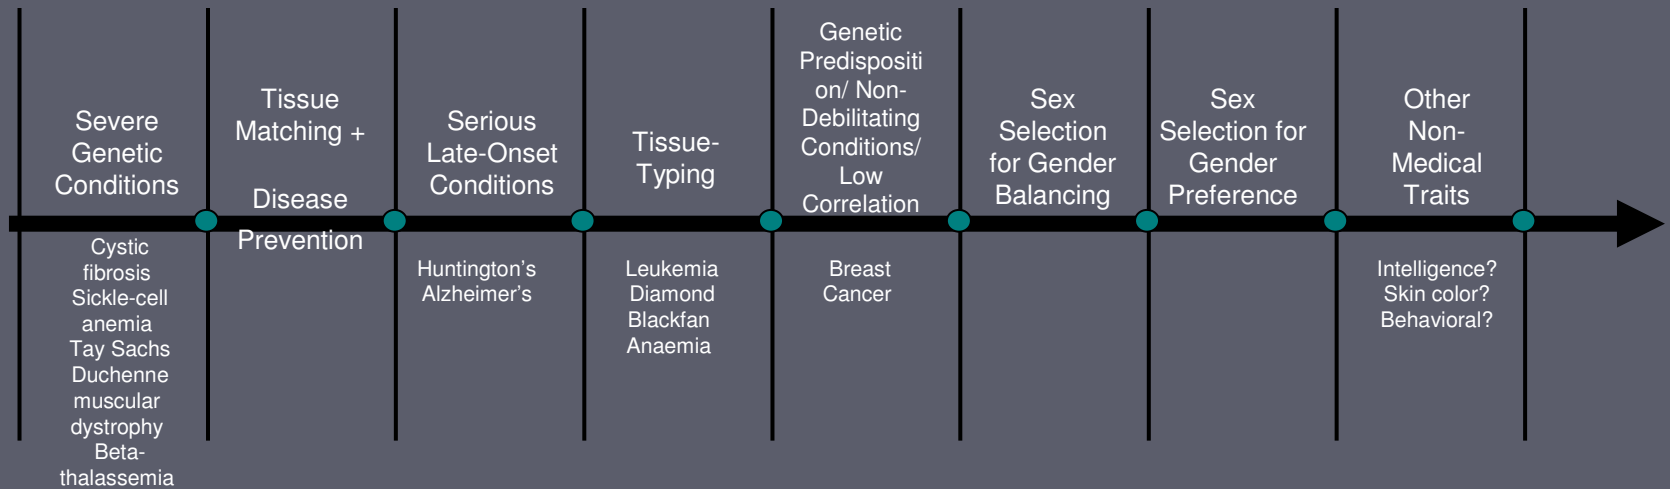 Severe
Genetic
Conditions
Cystic
fibrosis
Sickle-cell
anemia
Tay Sachs
Duchenne
muscular
dystrophy
Beta-
thalassemia
Tissue
Matching +
Disease
Prevention
Serious
Late-Onset
Conditions
Huntington's
Alzheimer's
Tissue-
Typing
Leukemia
Diamond
Blackfan
Anaemia
Genetic
Predispositi
on/ Non-
Debilitating
Conditions/
Low
Correlation
Breast
Cancer
Sex
Selection
for Gender
Balancing
Sex
Selection for
Gender
Preference
Other
Non-
Medical
Traits
Intelligence?
Skin color?
Behavioral?